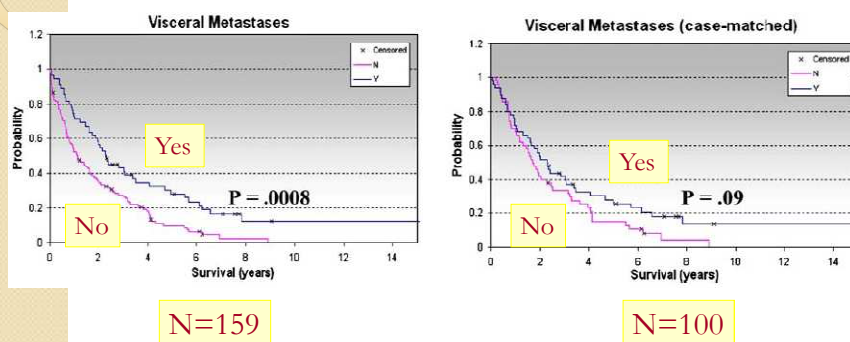 Visceral Metastases
1.2
1
0.8
0.6
0.4
0.2
0
Probability
0 2 4 6 8 10 12 14
Survival (years)
× Censored
N
Y
Yes
No
P = .0008
N=159
Visceral Metastases (case-matched)
1.2
1
0.8
0.6
0.4
0.2
0
Probability
0 2 4 6 8 10 12 14
Survival (years)
× Censored
N
Y
Yes
No
P = .09
N=100